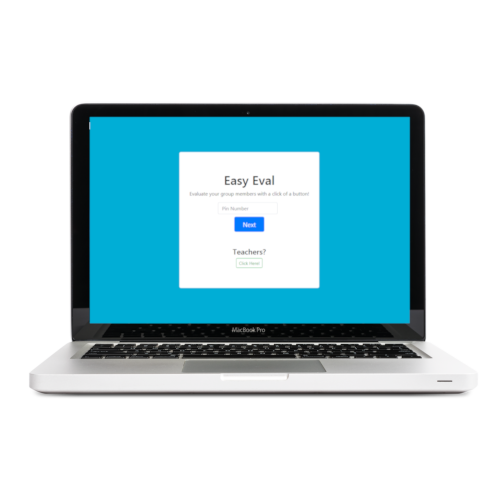 Easy Eval
Evaluate your group members with a click of a button!
Pin Number
Next
Teachers?
Click Here!
MacBook Pro